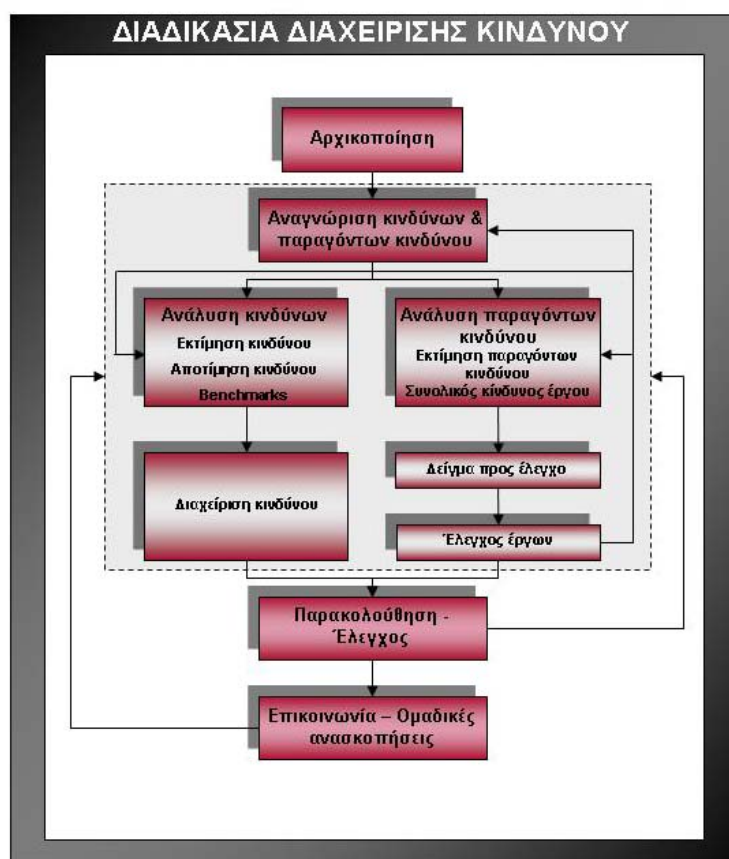 ΔΙΑΔΙΚΑΣΙΑ ΔΙΑΧΕΙΡΙΣΗΣ ΚΙΝΔΥΝΟΥ
Αρχικοποίηση
Αναγνώριση κινδύνων &
παραγόντων κινδύνου
Ανάλυση κινδύνων
Εκτίμηση κινδύνου
Αποτίμηση κινδύνου
Benchmarks
Ανάλυση παραγόντων
κινδύνου
Εκτίμηση παραγόντων
κινδύνου
Συνολικός κίνδυνος έργου
Διαχείριση κινδύνου
Δείγμα προς έλεγχο
Έλεγχος έργων
Παρακολούθηση -
Έλεγχος
Επικοινωνία – Ομαδικές
ανασκοπήσεις